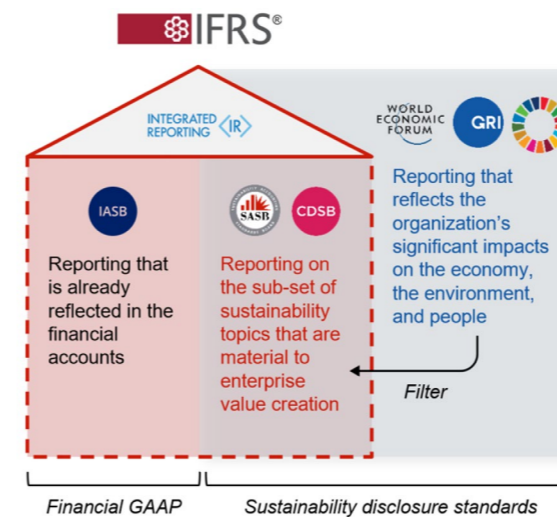 IFRS®
INTEGRATED
REPORTING <IR>
WORLD
ECONOMIC
FORUM
GRI
IASB
SASB
CDSB
Reporting that
is already
reflected in the
financial
accounts
Reporting on
the sub-set of
sustainability
topics that are
material to
enterprise
value creation
Reporting that
reflects the
organization's
significant impacts
on the economy,
the environment,
and people
Filter
Financial GAAP
Sustainability disclosure standards